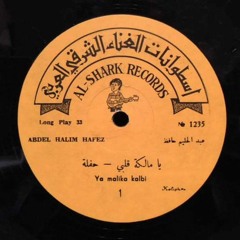 اسطوانات الغناء الشرقي العربي
AL-SHARK RECORDS
Long Play 33
No 1235
ABDEL HALIM HAFEZ
عبد الحليم حافظ
يا مالكة قلبي - حفلة
Ya malika kalbi
1